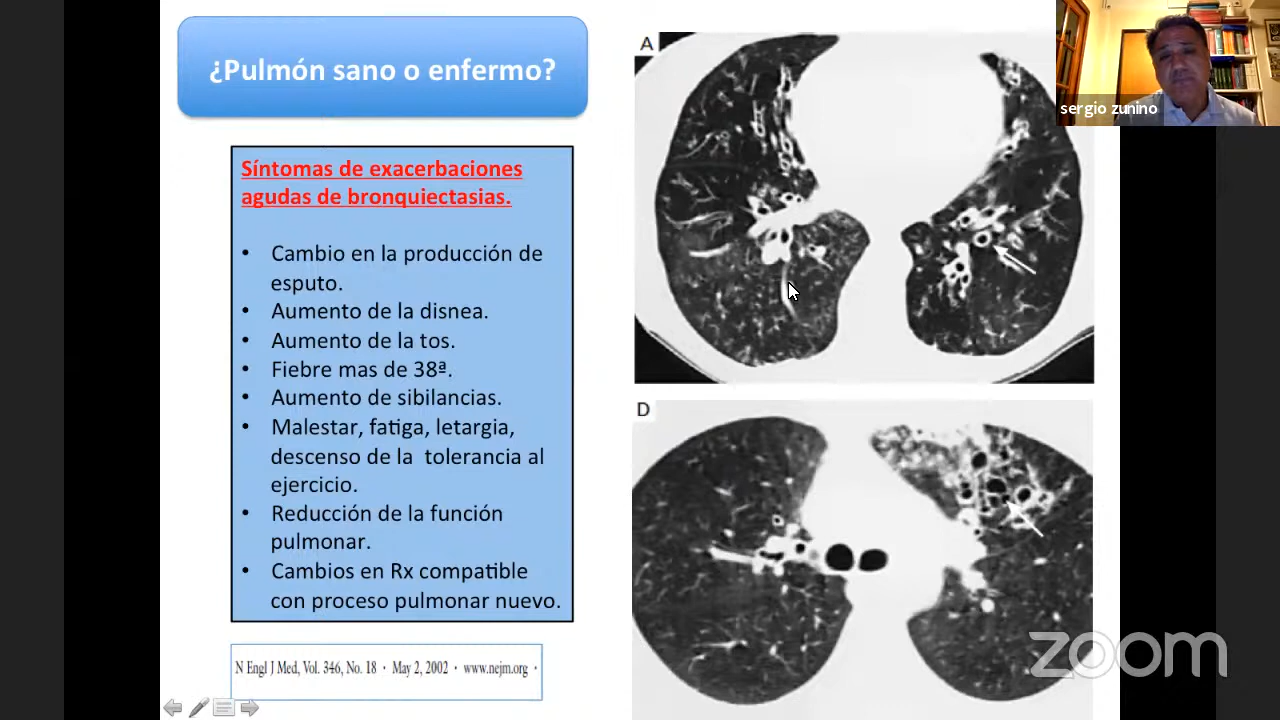 ¿Pulmón sano o enfermo?
Síntomas de exacerbaciones
agudas de bronquiectasias.
• Cambio en la producción de
esputo.
• Aumento de la disnea.
• Aumento de la tos.
• Fiebre mas de 38ª.
• Aumento de sibilancias.
• Malestar, fatiga, letargia,
descenso de la tolerancia al
ejercicio.
• Reducción de la función
pulmonar.
• Cambios en Rx compatible
con proceso pulmonar nuevo.
N Engl J Med, Vol. 346, No. 18 · May 2, 2002 · www.nejm.org ·
A
D
sergio zunino
zoom